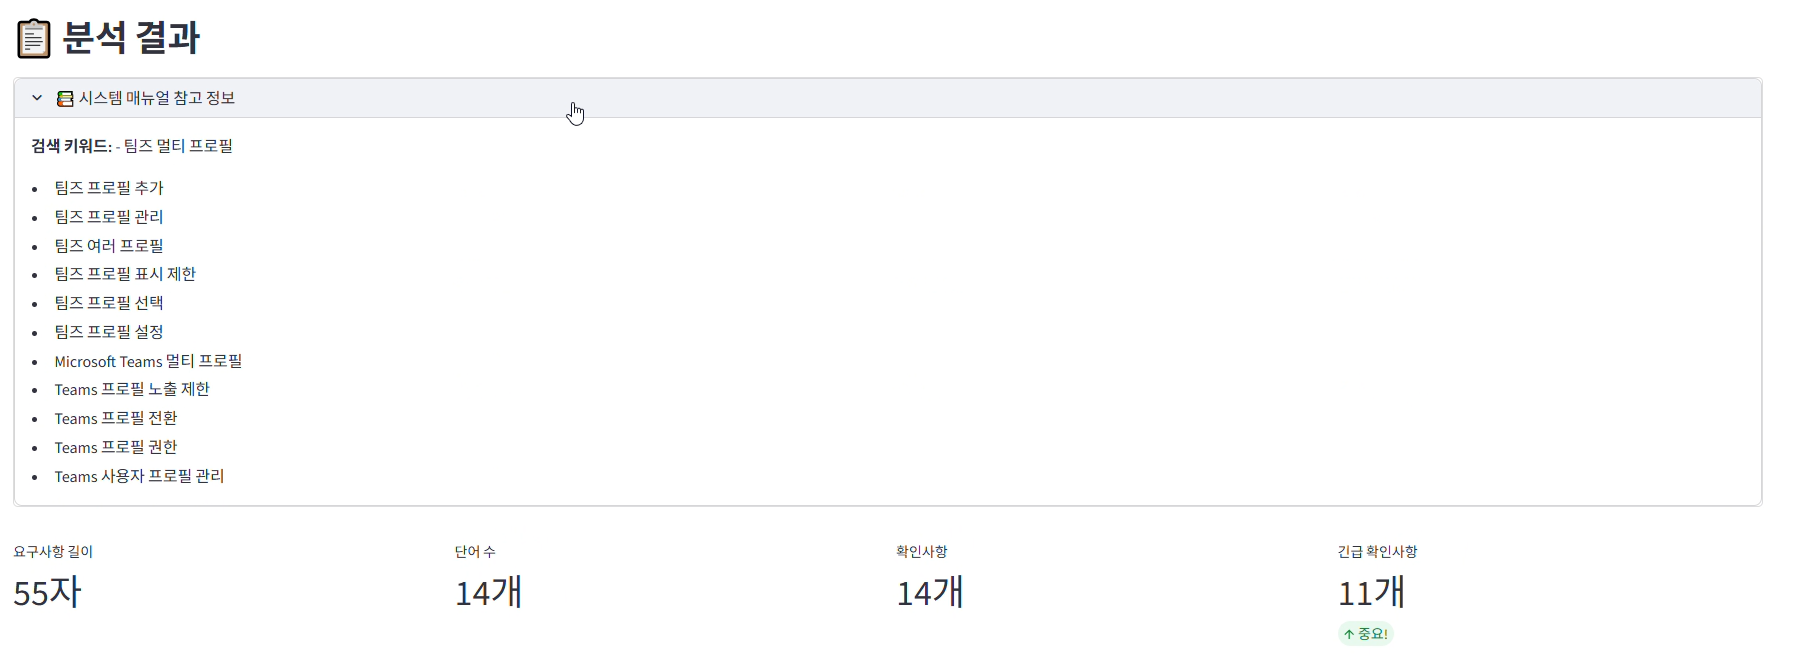 분석 결과
시스템 매뉴얼 참고 정보
검색 키워드: - 팀즈 멀티 프로필
• 팀즈 프로필 추가
• 팀즈 프로필 관리
• 팀즈 여러 프로필
• 팀즈 프로필 표시 제한
• 팀즈 프로필 선택
• 팀즈 프로필 설정
• Microsoft Teams 멀티 프로필
• Teams 프로필 노출 제한
• Teams 프로필 전환
• Teams 프로필 권한
• Teams 사용자 프로필 관리
요구사항 길이
55자
단어 수
14개
확인사항
14개
긴급 확인사항
11개
↑ 중요!